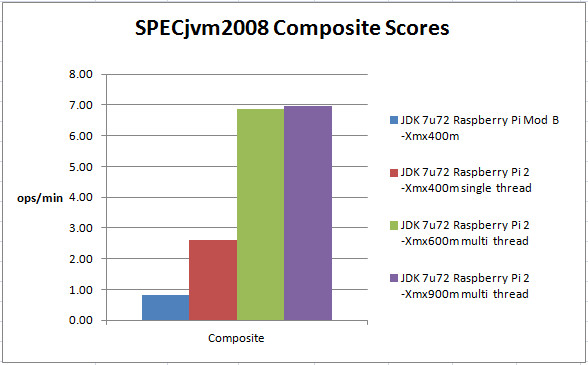 SPECjvm2008 Composite Scores
8.00
7.00
6.00
5.00
4.00
3.00
2.00
1.00
0.00
ops/min
Composite
JDK 7u72 Raspberry Pi Mod B
-Xmx400m
JDK 7u72 Raspberry Pi 2
-Xmx400m single thread
JDK 7u72 Raspberry Pi 2
-Xmx600m multi thread
JDK 7u72 Raspberry Pi 2
-Xmx900m multi thread